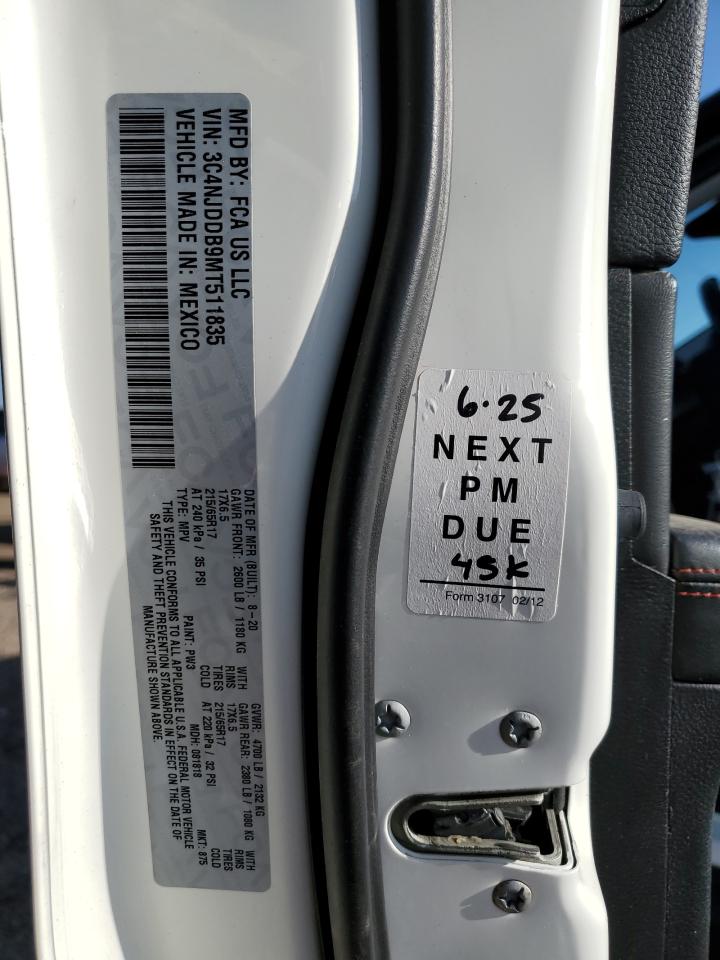 MFD BY: FCA US LLC
VIN: 3C4NJDDB9MT511835
VEHICLE MADE IN: MEXICO
DATE OF MFR (BUILT): 8-20 GVWR: 4700 LB / 2132 KG
GAWR FRONT: 2600 LB / 1180 KG WITH GAWR REAR: 2380 LB / 1080 KG WITH
17X6.5 RIMS 17X6.5 RIMS
215/65R17 TIRES 215/65R17 TIRES
AT 240 kPa / 35 PSI COLD AT 220 kPa / 32 PSI COLD
TYPE: MPV PAINT: PW3 MDH: 081818 MKT: 875
THIS VEHICLE CONFORMS TO ALL APPLICABLE U.S.A. FEDERAL MOTOR VEHICLE
SAFETY AND THEFT PREVENTION STANDARDS IN EFFECT ON THE DATE OF
MANUFACTURE SHOWN ABOVE.
6.25
NEXT
PM
DUE
45K
Form 3107 02/12